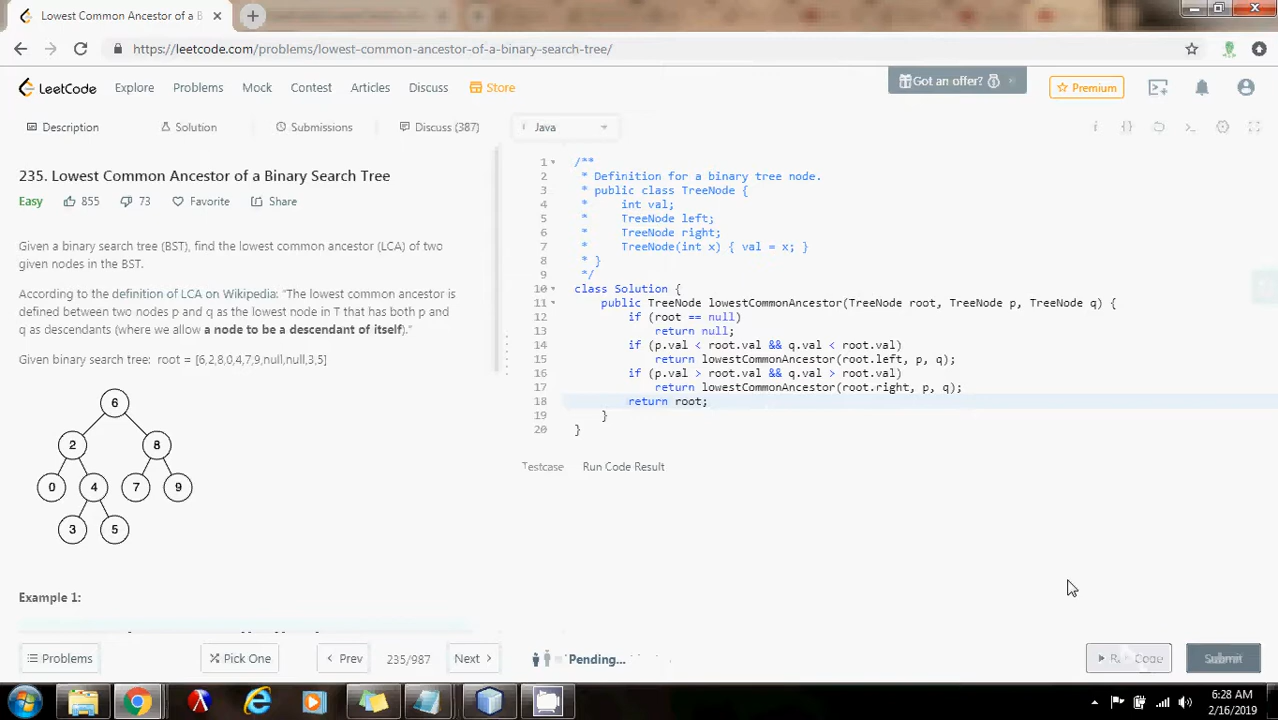 Lowest Common Ancestor of a B
https://leetcode.com/problems/lowest-common-ancestor-of-a-binary-search-tree/
LeetCode Explore Problems Mock Contest Articles Discuss Store Got an offer? Premium
Description Solution Submissions Discuss (387) Java
235. Lowest Common Ancestor of a Binary Search Tree
Easy 855 73 Favorite Share
Given a binary search tree (BST), find the lowest common ancestor (LCA) of two
given nodes in the BST.
According to the definition of LCA on Wikipedia: “The lowest common ancestor is
defined between two nodes p and q as the lowest node in T that has both p and
q as descendants (where we allow a node to be a descendant of itself).”
Given binary search tree: root = [6,2,8,0,4,7,9,null,null,3,5]
6
2 8
0 4 7 9
3 5
Example 1:
1 /**
2 * Definition for a binary tree node.
3 * public class TreeNode {
4 * int val;
5 * TreeNode left;
6 * TreeNode right;
7 * TreeNode(int x) { val = x; }
8 * }
9 */
10 class Solution {
11 public TreeNode lowestCommonAncestor(TreeNode root, TreeNode p, TreeNode q) {
12 if (root == null)
13 return null;
14 if (p.val < root.val && q.val < root.val)
15 return lowestCommonAncestor(root.left, p, q);
16 if (p.val > root.val && q.val > root.val)
17 return lowestCommonAncestor(root.right, p, q);
18 return root;
19 }
20 }
Testcase Run Code Result
Problems Pick One Prev 235/987 Next Pending... Run Code Submit
6:28 AM
2/16/2019